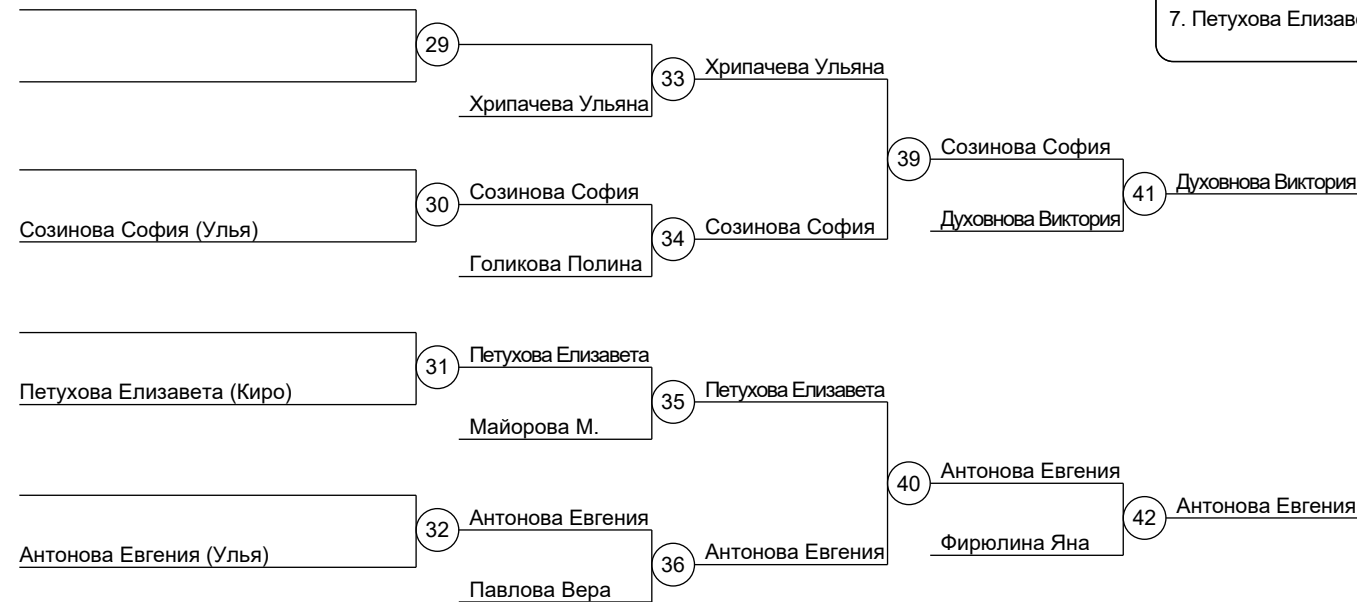 7. Петухова Елизаве
29
Хрипачева Ульяна
33
Хрипачева Ульяна
39
Созинова София
Духовнова Виктория
41
Духовнова Виктория
30
Созинова София
Созинова София (Улья)
34
Созинова София
Голикова Полина
31
Петухова Елизавета
Петухова Елизавета (Киро)
35
Петухова Елизавета
Майорова М.
40
Антонова Евгения
Фирюлина Яна
42
Антонова Евгения
32
Антонова Евгения
Антонова Евгения (Улья)
36
Антонова Евгения
Павлова Вера